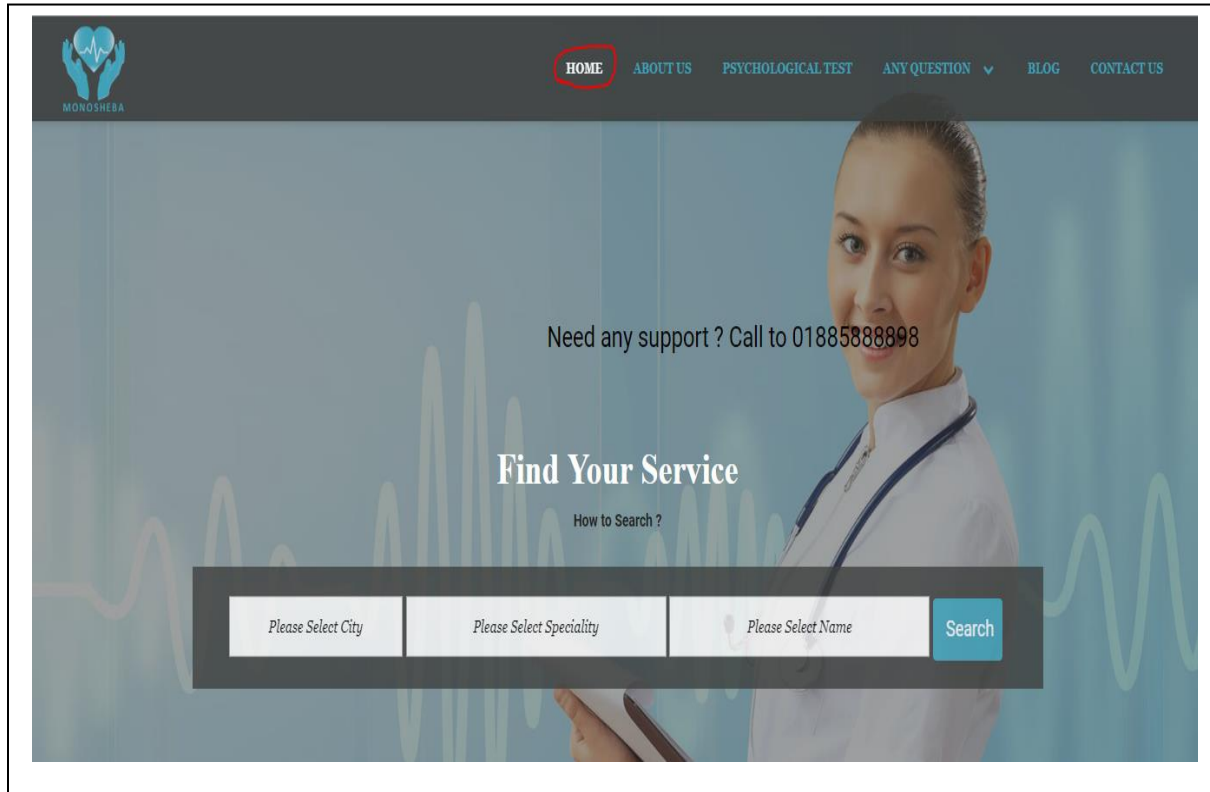 MONOSHEBA
HOME ABOUT US PSYCHOLOGICAL TEST ANY QUESTION BLOG CONTACT US
Need any support ? Call to 01885888898
Find Your Service
How to Search ?
Please Select City Please Select Speciality Please Select Name Search